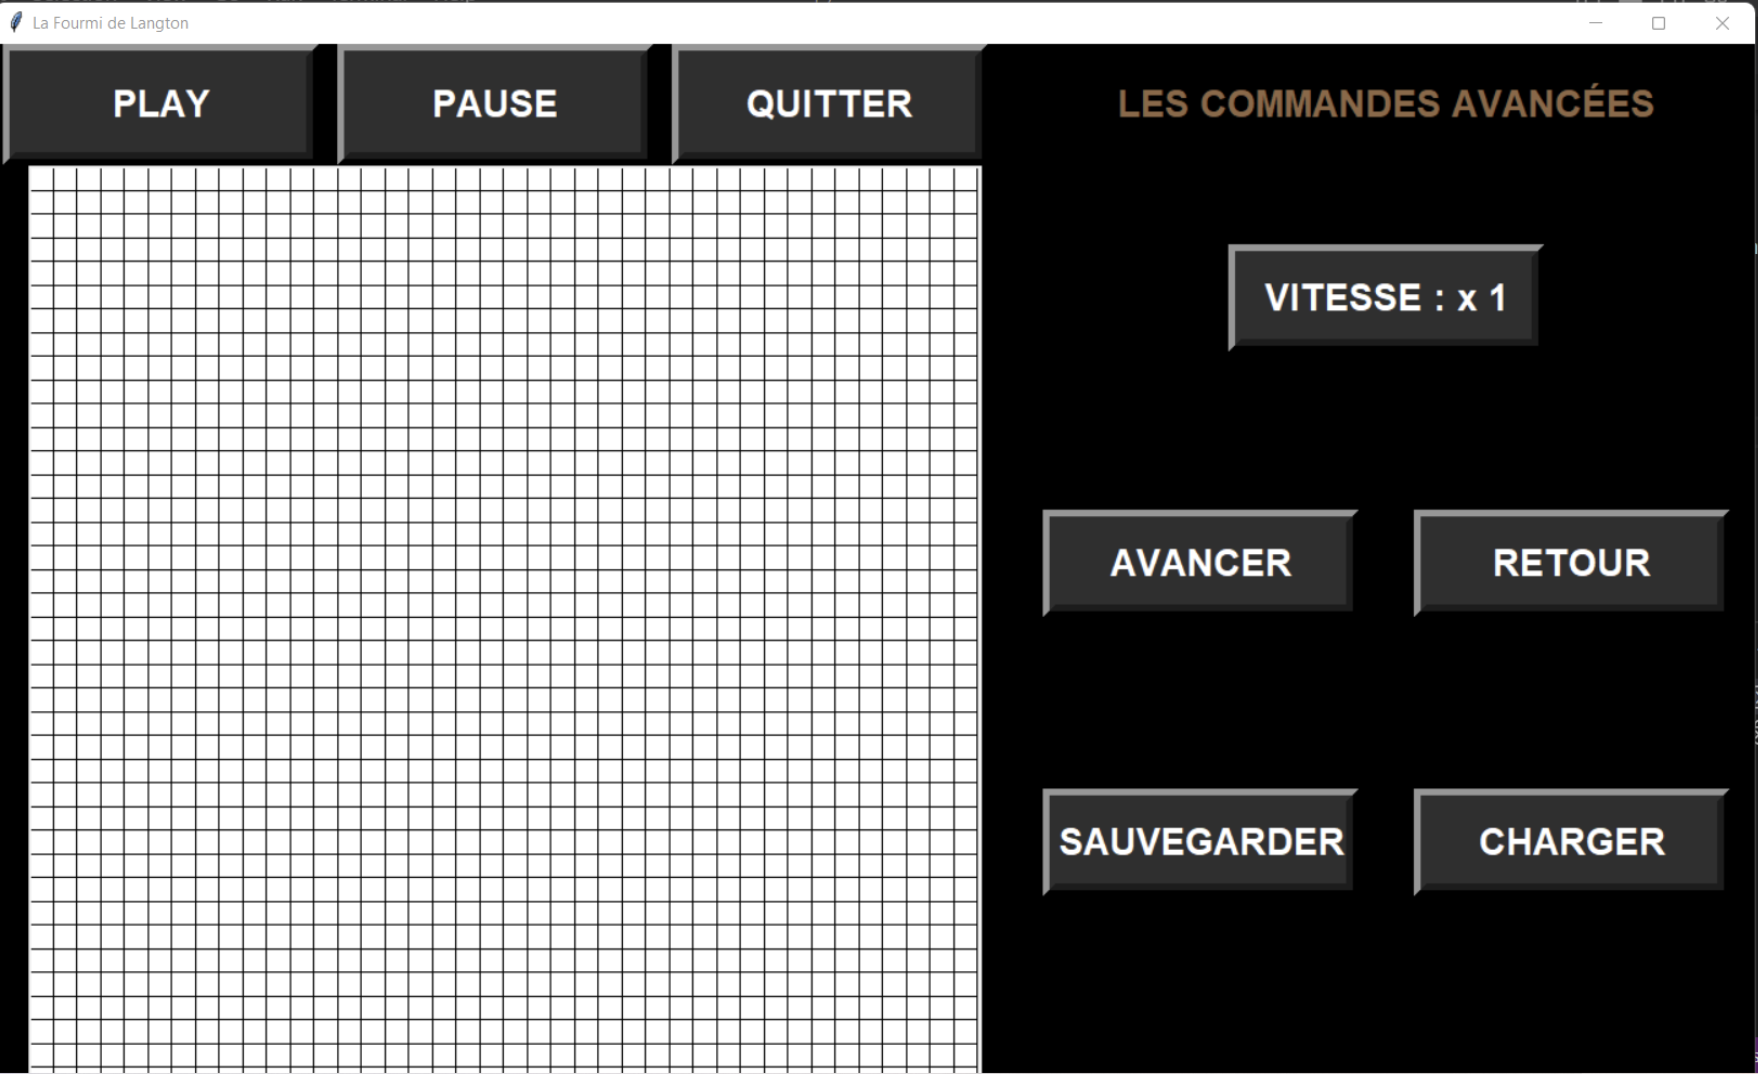 La Fourmi de Langton
PLAY
PAUSE
QUITTER
LES COMMANDES AVANCÉES
VITESSE : x 1
AVANCER
RETOUR
SAUVEGARDER
CHARGER